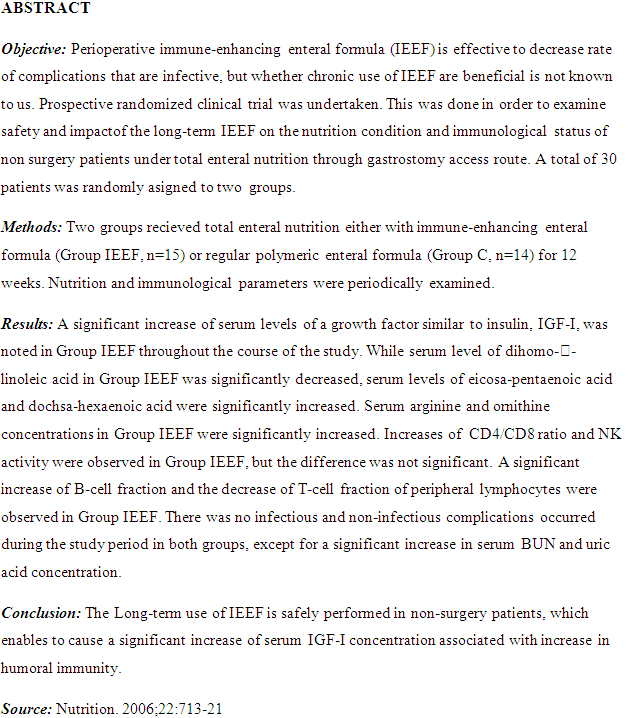 ABSTRACT
Objective: Perioperative immune-enhancing enteral formula (IEEF) is effective to decrease rate
of complications that are infective, but whether chronic use of IEEF are beneficial is not known
to us. Prospective randomized clinical trial was undertaken. This was done in order to examine
safety and impactof the long-term IEEF on the nutrition condition and immunological status of
non surgery patients under total enteral nutrition through gastrostomy access route. A total of 30
patients was randomly asigned to two groups.
Methods: Two groups recieved total enteral nutrition either with immune-enhancing enteral
formula (Group IEEF, n=15) or regular polymeric enteral formula (Group C, n=14) for 12
weeks. Nutrition and immunological parameters were periodically examined.
Results: A significant increase of serum levels of a growth factor similar to insulin, IGF-I, was
noted in Group IEEF throughout the course of the study. While serum level of dihomo-□-
linoleic acid in Group IEEF was significantly decreased, serum levels of eicosa-pentaenoic acid
and dochsa-hexaenoic acid were significantly increased. Serum arginine and ornithine
concentrations in Group IEEF were significantly increased. Increases of CD4/CD8 ratio and NK
activity were observed in Group IEEF, but the difference was not significant. A significant
increase of B-cell fraction and the decrease of T-cell fraction of peripheral lymphocytes were
observed in Group IEEF. There was no infectious and non-infectious complications occurred
during the study period in both groups, except for a significant increase in serum BUN and uric
acid concentration.
Conclusion: The Long-term use of IEEF is safely performed in non-surgery patients, which
enables to cause a significant increase of serum IGF-I concentration associated with increase in
humoral immunity.
Source: Nutrition. 2006;22:713-21